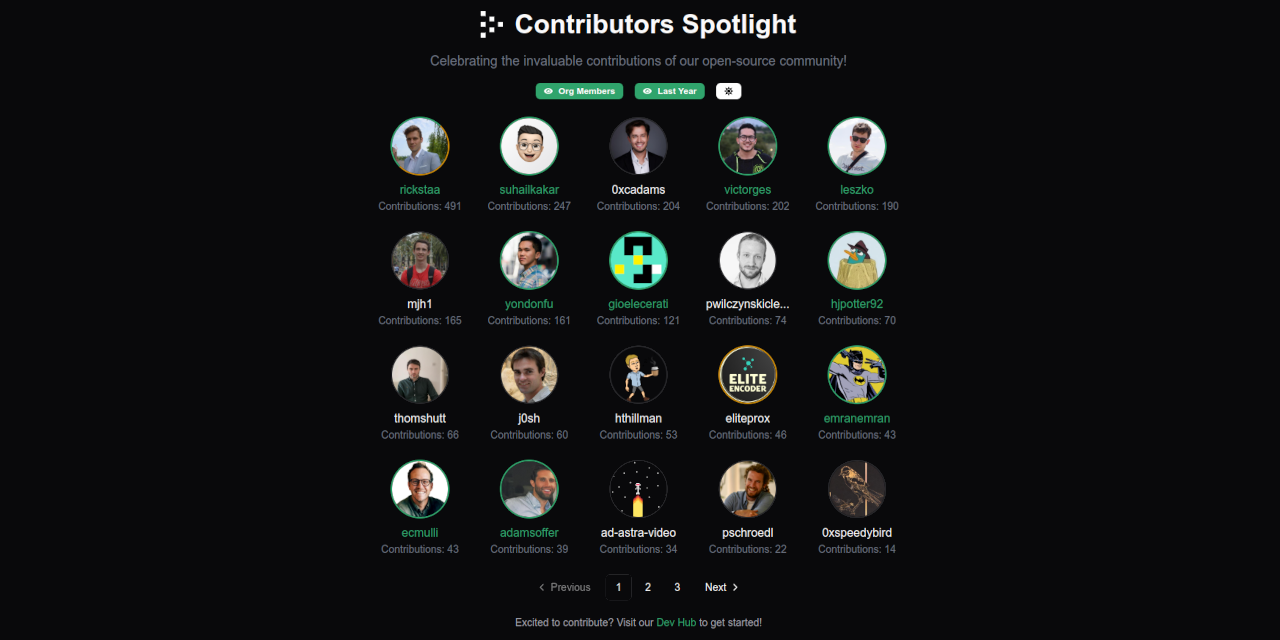 Contributors Spotlight
Celebrating the invaluable contributions of our open-source community!
Org Members Last Year
rickstaa suhailkakar 0xcadams victorges leszko
Contributions: 491 Contributions: 247 Contributions: 204 Contributions: 202 Contributions: 190
mjh1 yondonfu gioelecerati pwilczynskicle... hjpotter92
Contributions: 165 Contributions: 161 Contributions: 121 Contributions: 74 Contributions: 70
ELITE
ENCODER
thomshutt j0sh hthillman eliteprox emranemran
Contributions: 66 Contributions: 60 Contributions: 53 Contributions: 46 Contributions: 43
ecmulli adamsoffer ad-astra-video pschroedl 0xspeedybird
Contributions: 43 Contributions: 39 Contributions: 34 Contributions: 22 Contributions: 14
Previous 1 2 3 Next
Excited to contribute? Visit our Dev Hub to get started!